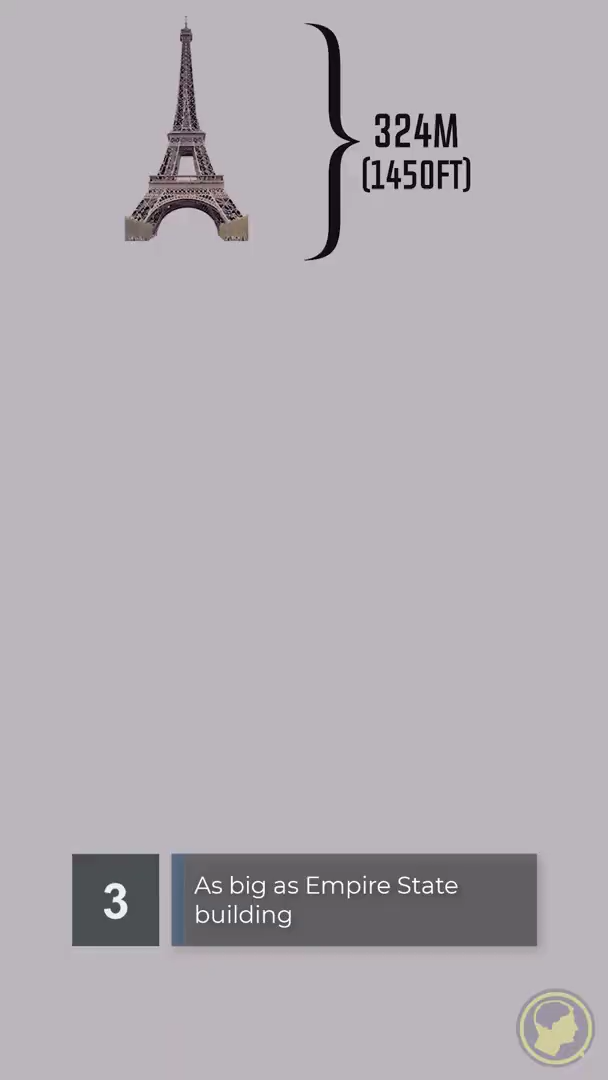 324M
(1450FT)
3
As big as Empire State
building